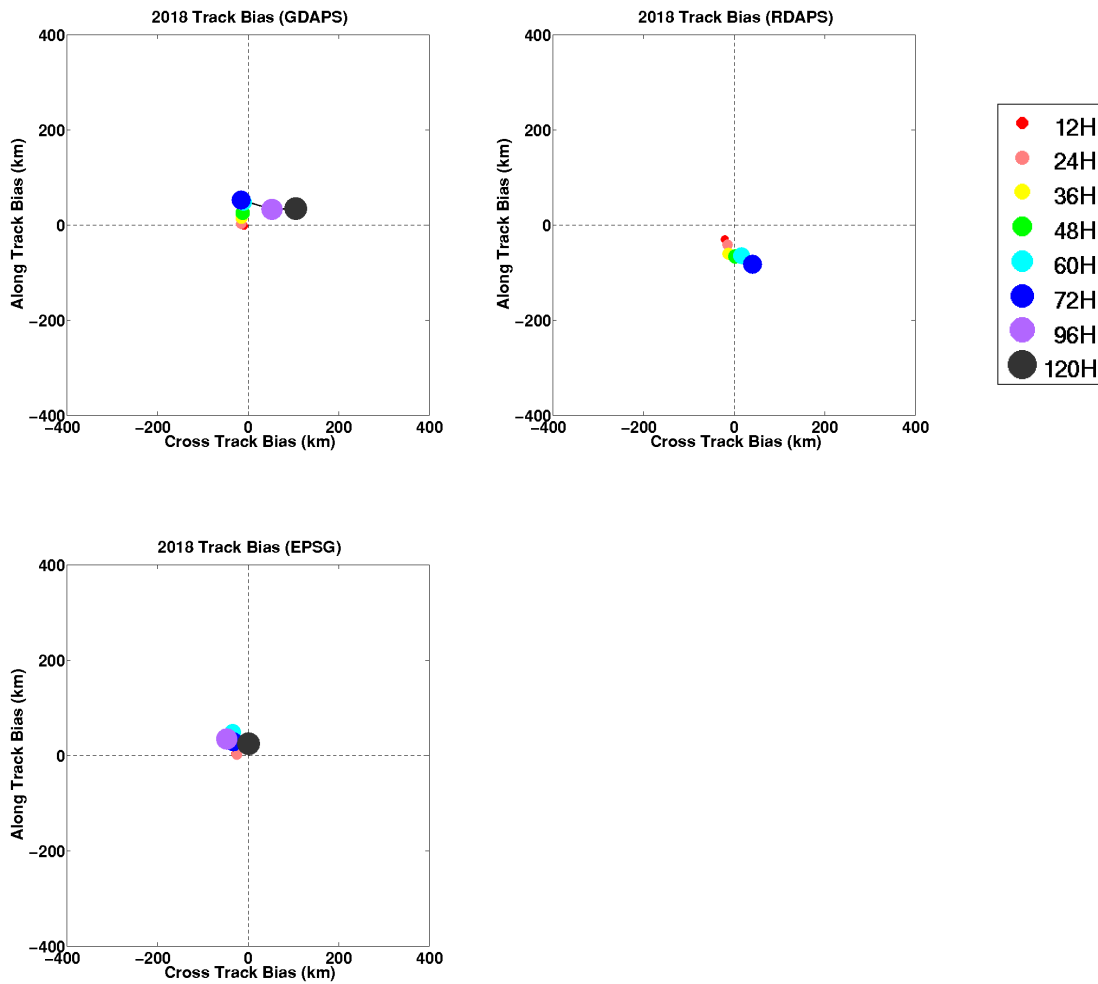 2018 Track Bias (GDAPS)
400
200
0
−200
−400
−400
−200
0
200
400
Along Track Bias (km)
Cross Track Bias (km)
2018 Track Bias (RDAPS)
400
200
0
−200
−400
−400
−200
0
200
400
Along Track Bias (km)
Cross Track Bias (km)
12H
24H
36H
48H
60H
72H
96H
120H
2018 Track Bias (EPSG)
400
200
0
−200
−400
−400
−200
0
200
400
Along Track Bias (km)
Cross Track Bias (km)